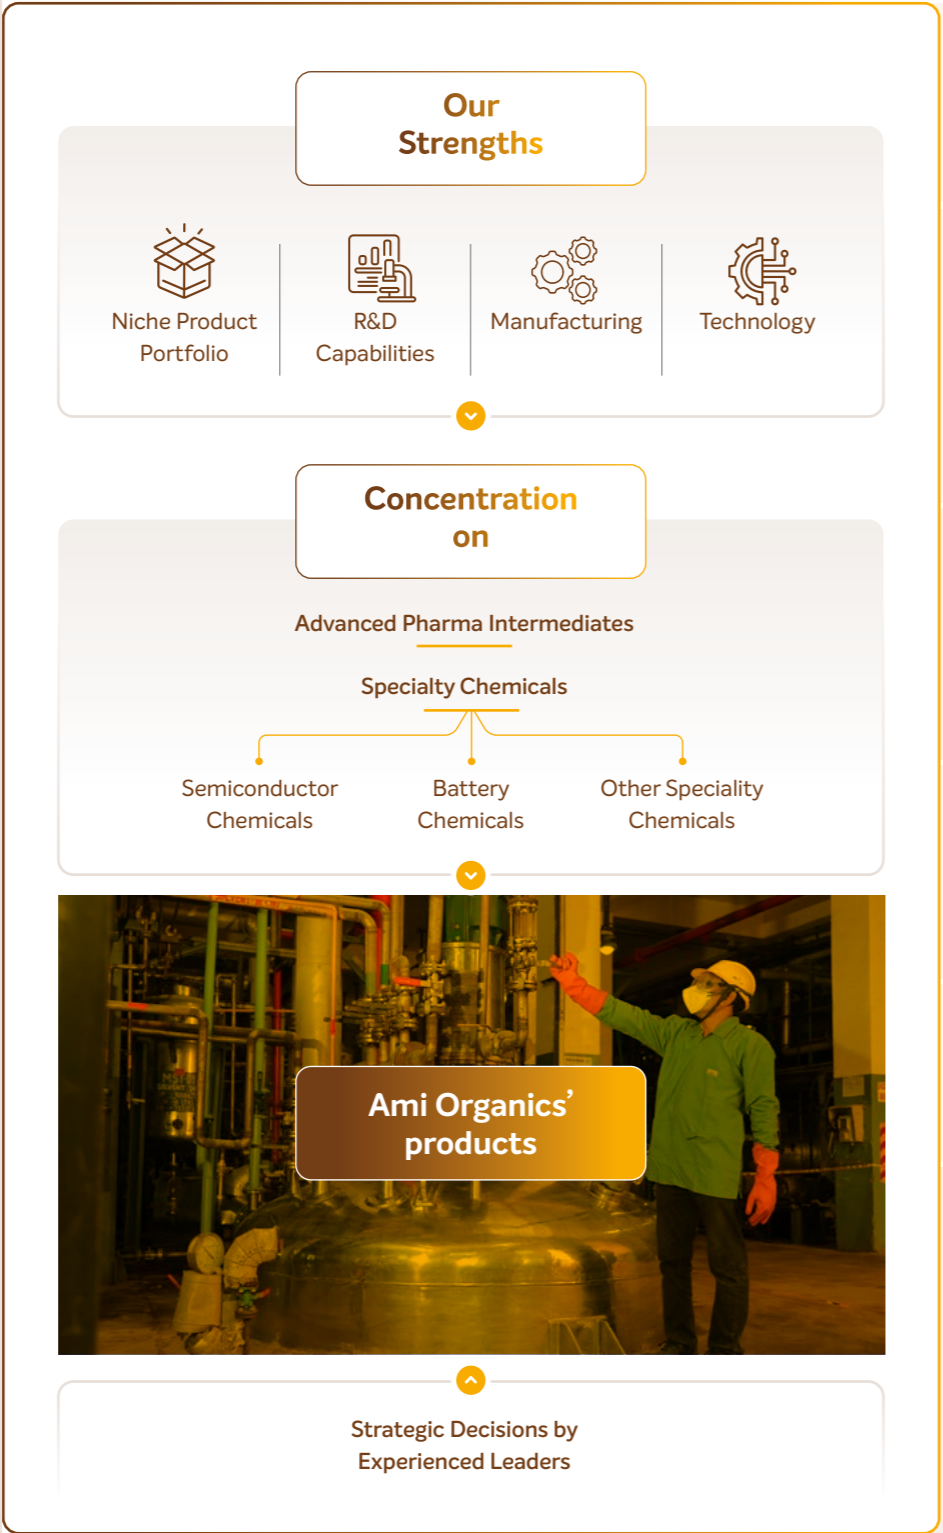 Our
Strengths
Niche Product
Portfolio
R&D
Capabilities
Manufacturing
Technology
Concentration
on
Advanced Pharma Intermediates
Specialty Chemicals
Semiconductor
Chemicals
Battery
Chemicals
Other Speciality
Chemicals
Ami Organics’
products
Strategic Decisions by
Experienced Leaders